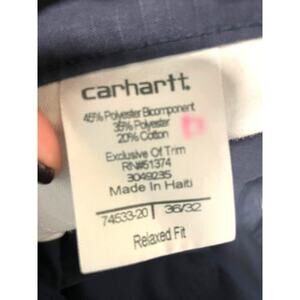 carhartt
45% Polyester Bicomponent
35% Polyester
20% Cotton
Exclusive Of Trim
RN#51374
3049235
Made In Haiti
74533-20 36/32
Relaxed Fit